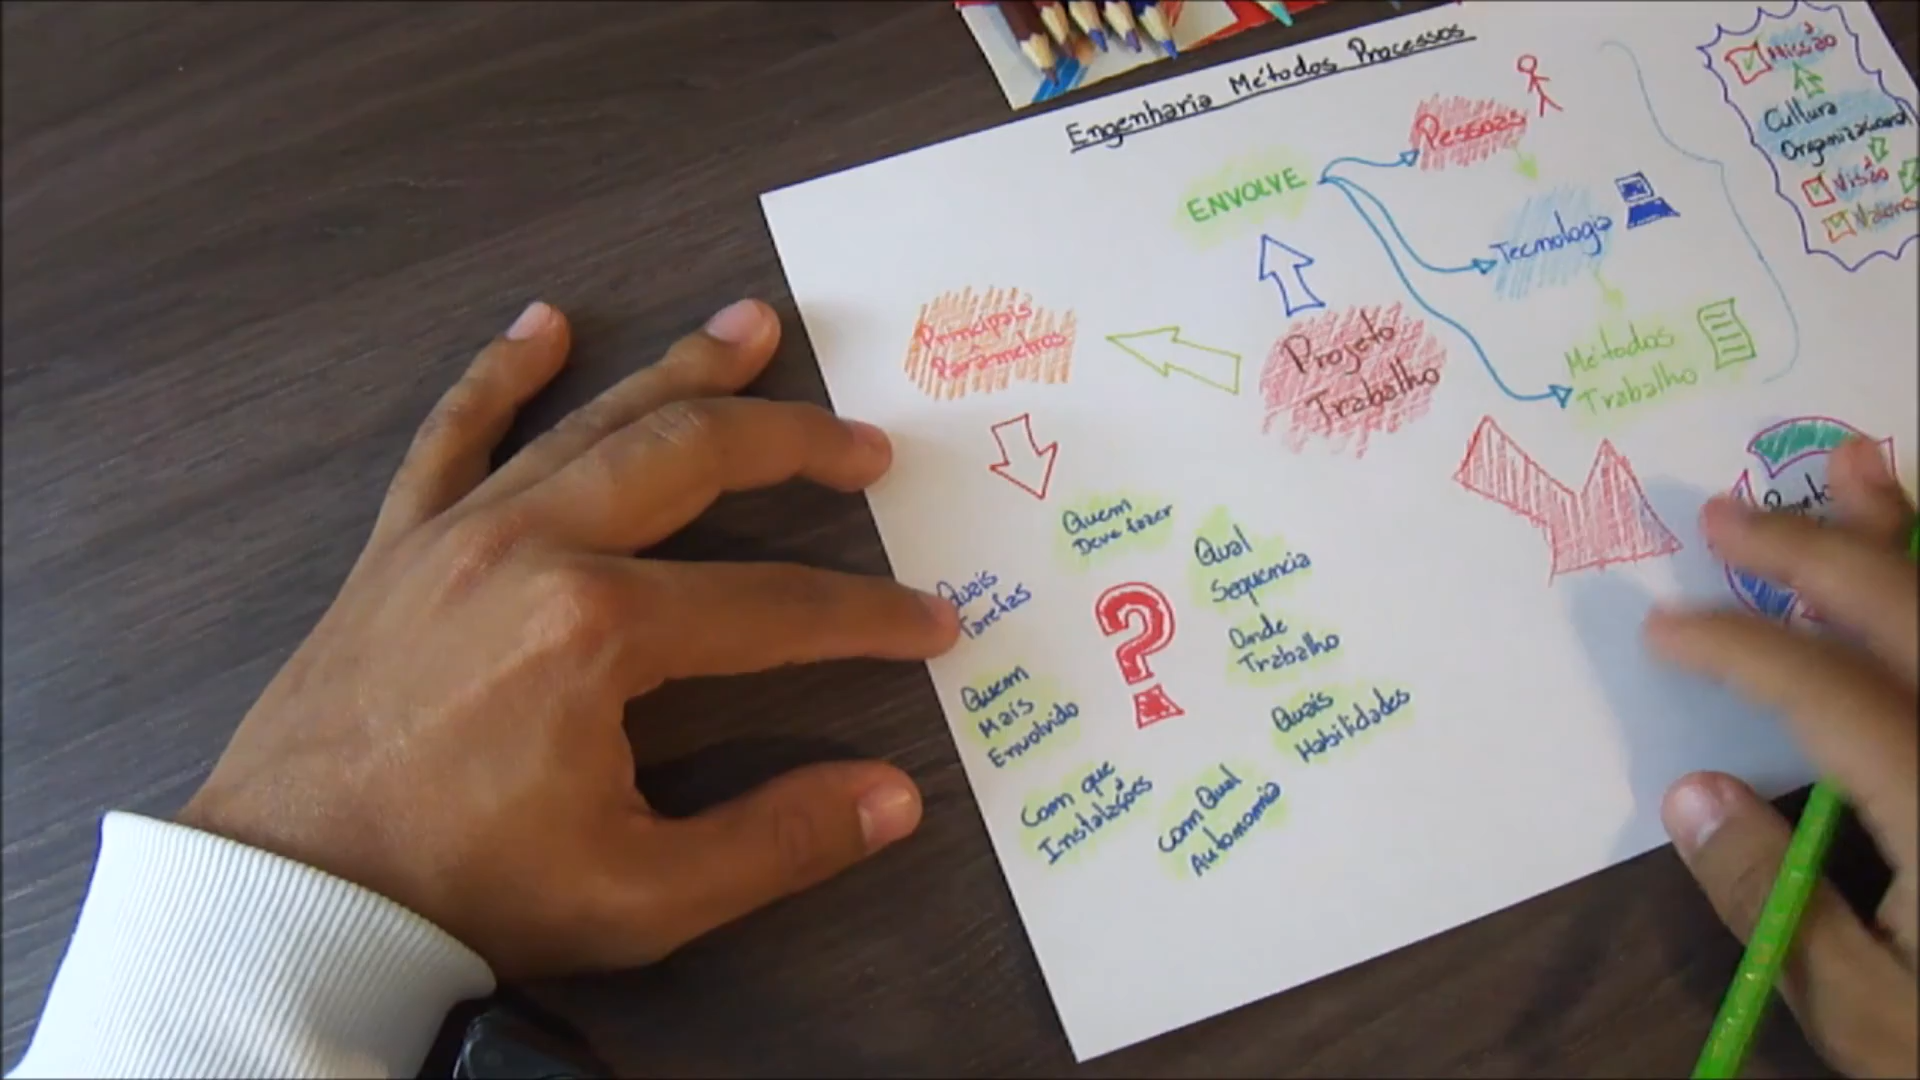 Engenharia Métodos Processos
Missão
Cultura
Organizacional
Visão
Valores
Pessoas
ENVOLVE
Tecnologia
Métodos
Trabalho
Principais
Parâmetros
Projeto
Trabalho
Projeto
Quem
Deve fazer
Qual
Sequencia
Quais
Tarefas
Onde
Trabalho
Quem
Mais
Envolvido
Quais
Habilidades
Com que
Instalações
Com Qual
Autonomia
?